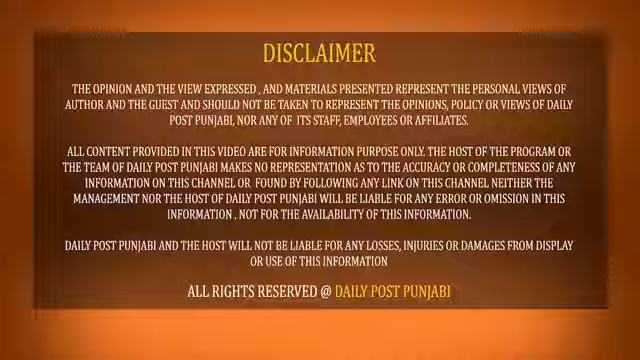 DISCLAIMER
THE OPINION AND THE VIEW EXPRESSED , AND MATERIALS PRESENTED REPRESENT THE PERSONAL VIEWS OF
AUTHOR AND THE GUEST AND SHOULD NOT BE TAKEN TO REPRESENT THE OPINIONS, POLICY OR VIEWS OF DAILY
POST PUNJABI, NOR ANY OF ITS STAFF, EMPLOYEES OR AFFILIATES.
ALL CONTENT PROVIDED IN THIS VIDEO ARE FOR INFORMATION PURPOSE ONLY. THE HOST OF THE PROGRAM OR
THE TEAM OF DAILY POST PUNJABI MAKES NO REPRESENTATION AS TO THE ACCURACY OR COMPLETENESS OF ANY
INFORMATION ON THIS CHANNEL OR FOUND BY FOLLOWING ANY LINK ON THIS CHANNEL NEITHER THE
MANAGEMENT NOR THE HOST OF DAILY POST PUNJABI WILL BE LIABLE FOR ANY ERROR OR OMISSION IN THIS
INFORMATION , NOT FOR THE AVAILABILITY OF THIS INFORMATION.
DAILY POST PUNJABI AND THE HOST WILL NOT BE LIABLE FOR ANY LOSSES, INJURIES OR DAMAGES FROM DISPLAY
OR USE OF THIS INFORMATION
ALL RIGHTS RESERVED @ DAILY POST PUNJABI